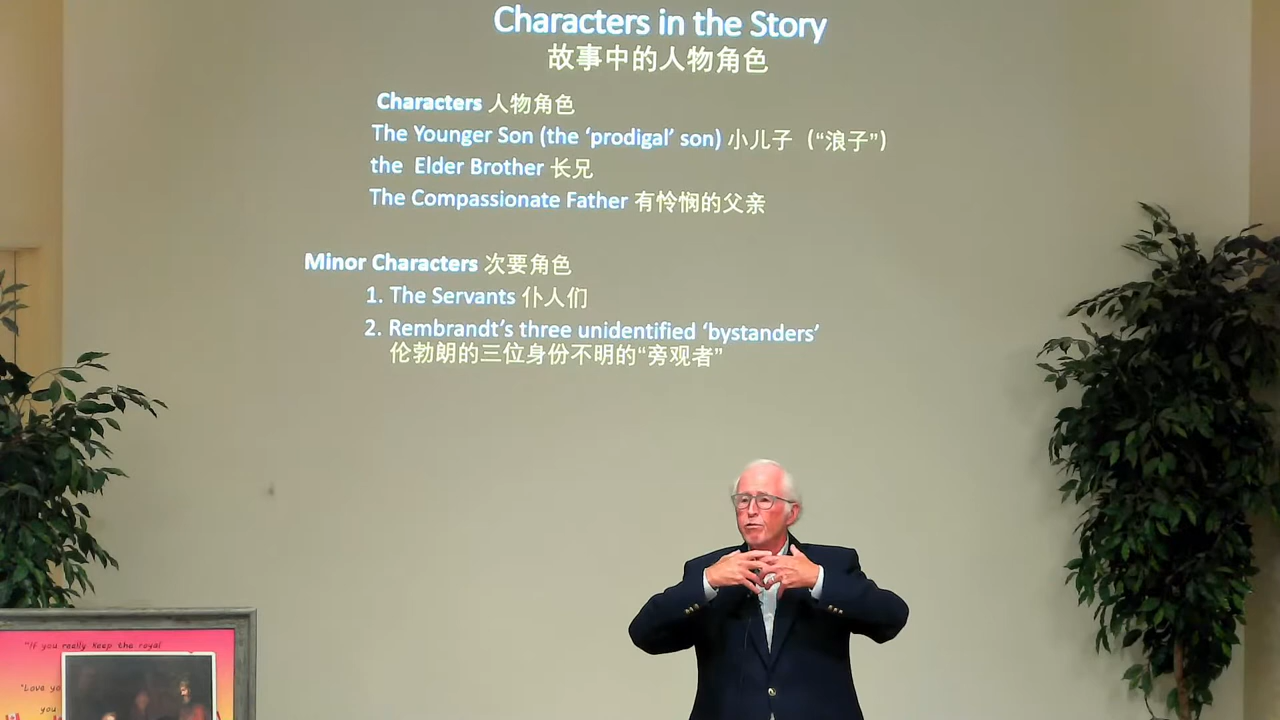 Characters in the Story
故事中的人物角色
Characters 人物角色
The Younger Son (the ‘prodigal’ son) 小儿子（“浪子”）
the Elder Brother 长兄
The Compassionate Father 有怜悯的父亲
Minor Characters 次要角色
1. The Servants 仆人们
2. Rembrandt’s three unidentified ‘bystanders’
伦勃朗的三位身份不明的“旁观者”
"If you really keep the royal
"Love
you